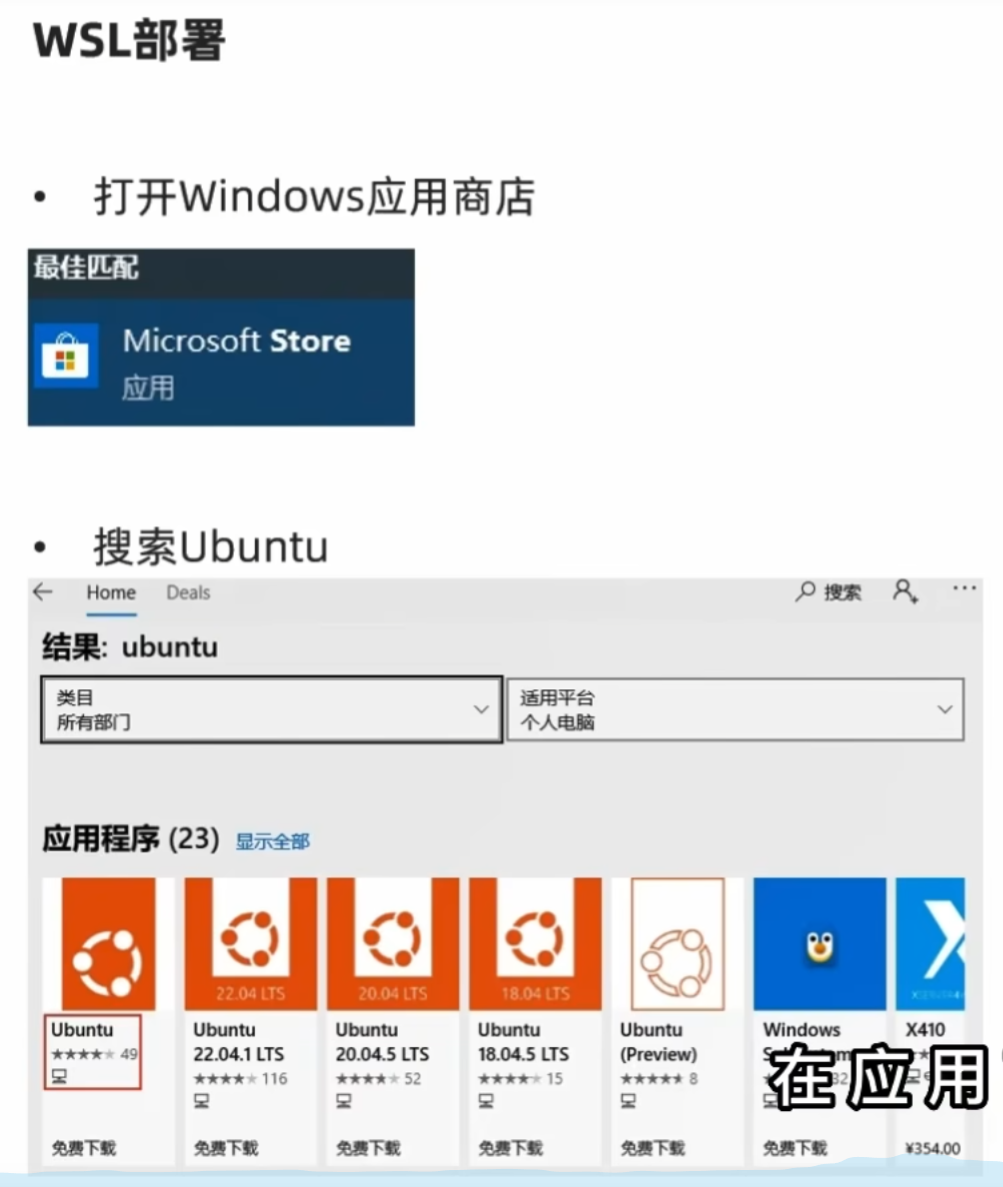 WSL部署
• 打开Windows应用商店
最佳匹配
Microsoft Store
应用
• 搜索Ubuntu
Home Deals 搜索
结果: ubuntu
类目
所有部门
适用平台
个人电脑
应用程序 (23) 显示全部
22.04 LTS
20.04 LTS
18.04 LTS
Ubuntu
49
免费下载
Ubuntu
22.04.1 LTS
116
免费下载
Ubuntu
20.04.5 LTS
52
免费下载
Ubuntu
18.04.5 LTS
15
免费下载
Ubuntu
(Preview)
8
免费下载
Windows
免费下载
X410
¥354.00
在应用